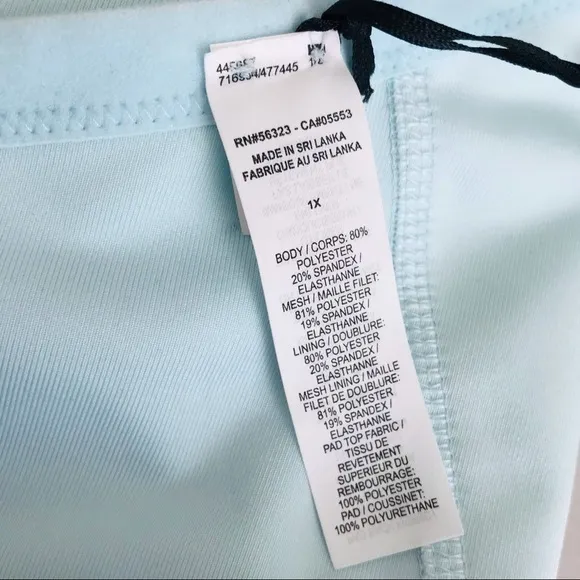 716954/477445
RN#56323 - CA#05553
MADE IN SRI LANKA
FABRIQUE AU SRI LANKA
1X
BODY / CORPS: 80%
POLYESTER
20% SPANDEX /
ELASTHANNE
MESH / MAILLE FILET:
81% POLYESTER
19% SPANDEX /
ELASTHANNE
LINING / DOUBLURE:
80% POLYESTER
20% SPANDEX /
ELASTHANNE
MESH LINING / MAILLE
FILET DE DOUBLURE:
81% POLYESTER
19% SPANDEX /
ELASTHANNE
PAD TOP FABRIC /
TISSU DE
REVETEMENT
SUPERIEUR DU
REMBOURRAGE:
100% POLYESTER
PAD / COUSSINET:
100% POLYURETHANE